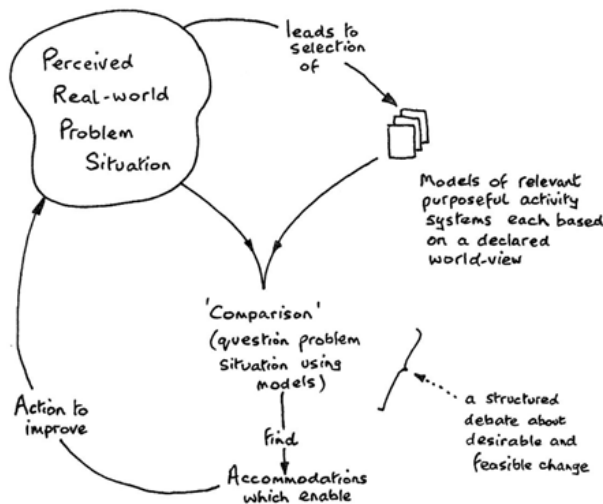 Perceived
Real-world
Problem
Situation
leads to
selection
of
Models of relevant
purposeful activity
systems each based
on a declared
world-view
'Comparison'
(question problem
situation using
models)
find
Accommodations
which enable
a structured
debate about
desirable and
feasible change
Action to
improve